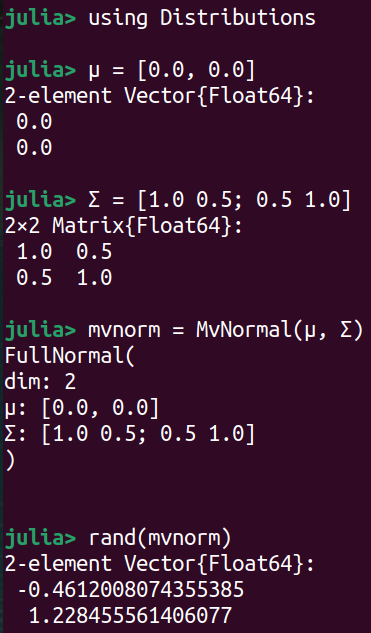 julia> using Distributions
julia> μ = [0.0, 0.0]
2-element Vector{Float64}:
 0.0
 0.0
julia> Σ = [1.0 0.5; 0.5 1.0]
2×2 Matrix{Float64}:
 1.0  0.5
 0.5  1.0
julia> mvnorm = MvNormal(μ, Σ)
FullNormal(
dim: 2
μ: [0.0, 0.0]
Σ: [1.0 0.5; 0.5 1.0]
)
julia> rand(mvnorm)
2-element Vector{Float64}:
 -0.4612008074355385
  1.228455561406077